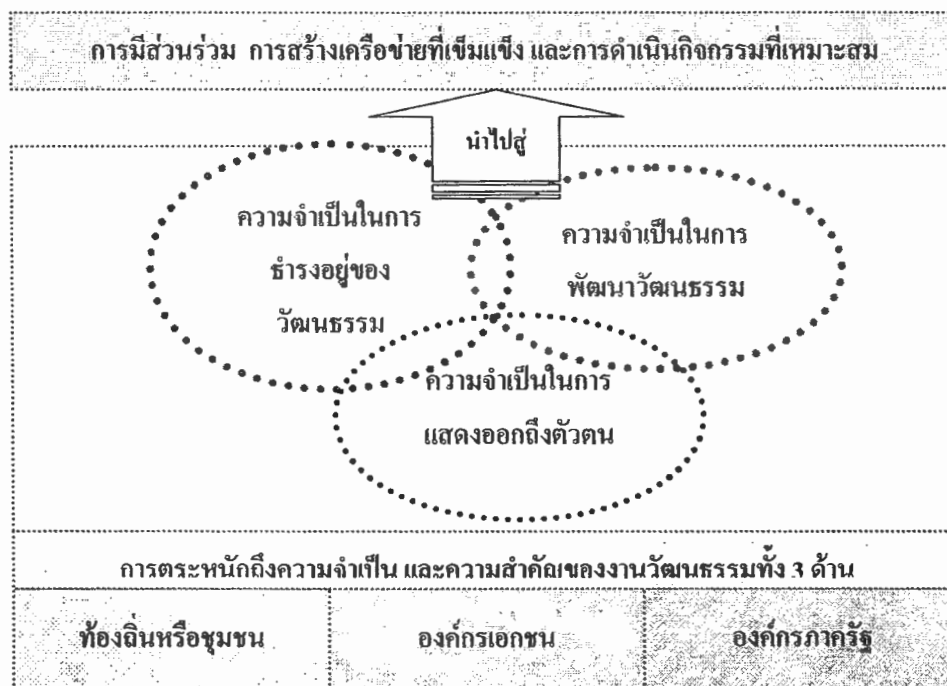 การมีส่วนร่วม การสร้างเครือข่ายที่เข็มแข็ง และการดำเนินกิจกรรมที่เหมาะสม
นำไปสู่
ความจำเป็นในการ
ธำรงอยู่ของ
วัฒนธรรม
ความจำเป็นในการ
พัฒนาวัฒนธรรม
ความจำเป็นในการ
แสดงออกถึงตัวตน
การตระหนักถึงความจำเป็น และความสำคัญของงานวัฒนธรรมทั้ง 3 ด้าน
ท้องถิ่นหรือชุมชน
องค์กรเอกชน
องค์กรภาครัฐ